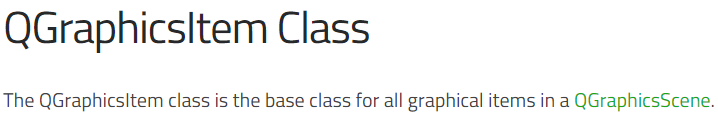 QGraphicsItem Class
The QGraphicsItem class is the base class for all graphical items in a QGraphicsScene.